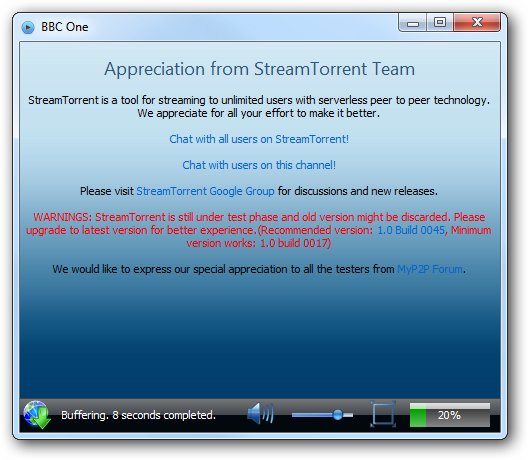 BBC One
Appreciation from StreamTorrent Team
StreamTorrent is a tool for streaming to unlimited users with serverless peer to peer technology.
We appreciate for all your effort to make it better.
Chat with all users on StreamTorrent!
Chat with users on this channel!
Please visit StreamTorrent Google Group for discussions and new releases.
WARNINGS: StreamTorrent is still under test phase and old version might be discarded. Please
upgrade to latest version for better experience.(Recommended version: 1.0 Build 0045, Minimum
version works: 1.0 build 0017)
We would like to express our special appreciation to all the testers from MyP2P Forum.
Buffering. 8 seconds completed.
20%